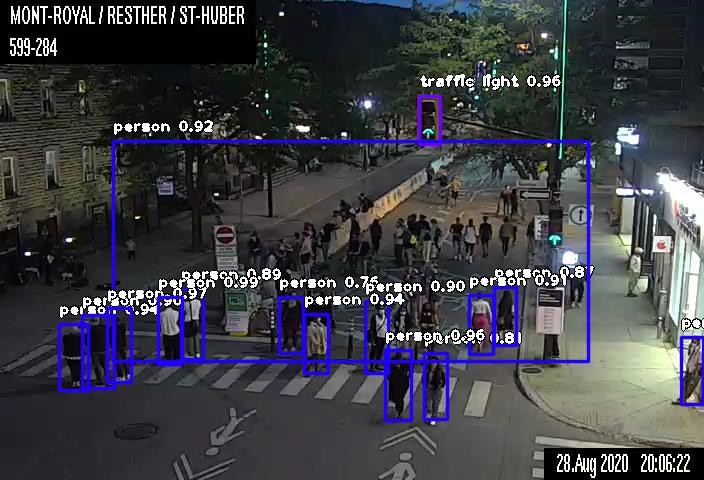 MONT-ROYAL / RESTHER / ST-HUBER
599-284
traffic light 0.96
person 0.92
person 0.89
person 0.99
person 0.97
person 0.94
person 0.76
person 0.94
person 0.90
person 0.87
person 0.91
person 0.96
0.81
pe
28.Aug 2020 20:06:22